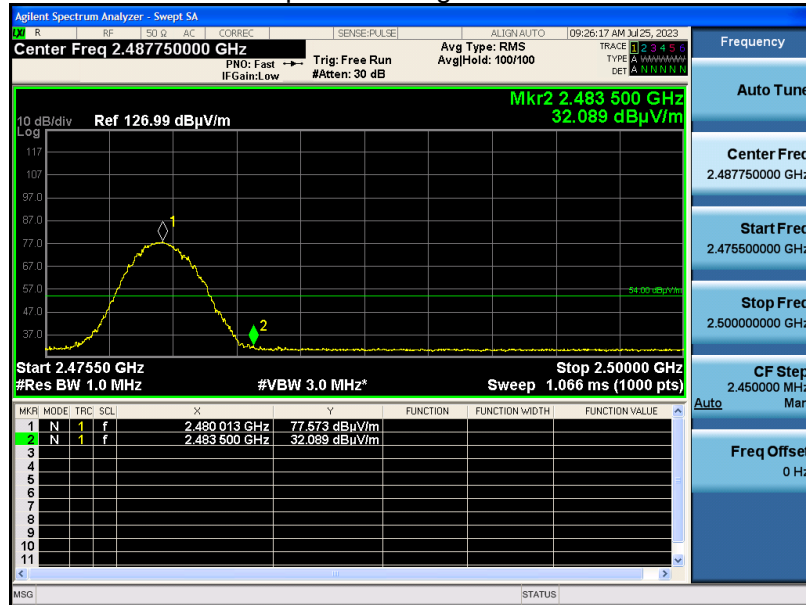 Agilent Spectrum Analyzer - Swept SA
LXI R RF 50 Ω AC CORREC SENSE:PULSE ALIGN AUTO 09:26:17 AM Jul 25, 2023
Center Freq 2.487750000 GHz
PNO: Fast
IFGain:Low
Trig: Free Run
#Atten: 30 dB
Avg Type: RMS
Avg|Hold: 100/100
TRACE 1 2 3 4 5 6
TYPE A WWWWW
DET A N N N N N
Mkr2 2.483 500 GHz
32.089 dBµV/m
10 dB/div Ref 126.99 dBµV/m
Log
117
107
97.0
87.0
77.0
67.0
57.0
47.0
37.0
1
2
54.00 dBµV/m
Start 2.47550 GHz Stop 2.50000 GHz
#Res BW 1.0 MHz #VBW 3.0 MHz* Sweep 1.066 ms (1000 pts)
MKR MODE TRC SCL X Y FUNCTION FUNCTION WIDTH FUNCTION VALUE
1 N 1 f 2.480 013 GHz 77.573 dBµV/m
2 N 1 f 2.483 500 GHz 32.089 dBµV/m
3
4
5
6
7
8
9
10
11
MSG STATUS
Frequency
Auto Tune
Center Freq
2.487750000 GHz
Start Freq
2.475500000 GHz
Stop Freq
2.500000000 GHz
CF Step
2.450000 MHz
Auto Man
Freq Offset
0 Hz